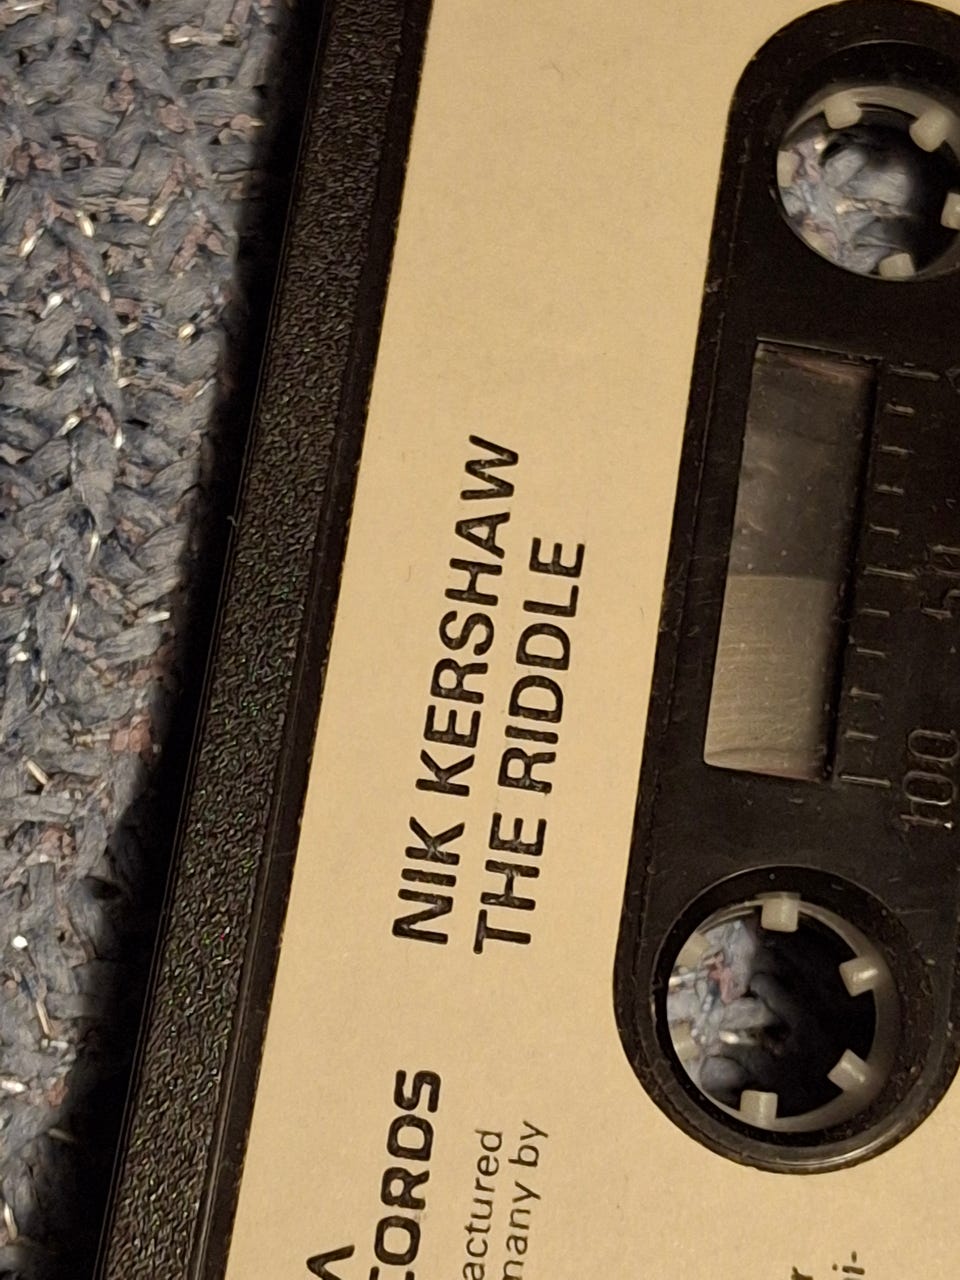 NIK KERSHAW
THE RIDDLE
A
CORDS
actured
many by
100
50
r
i-